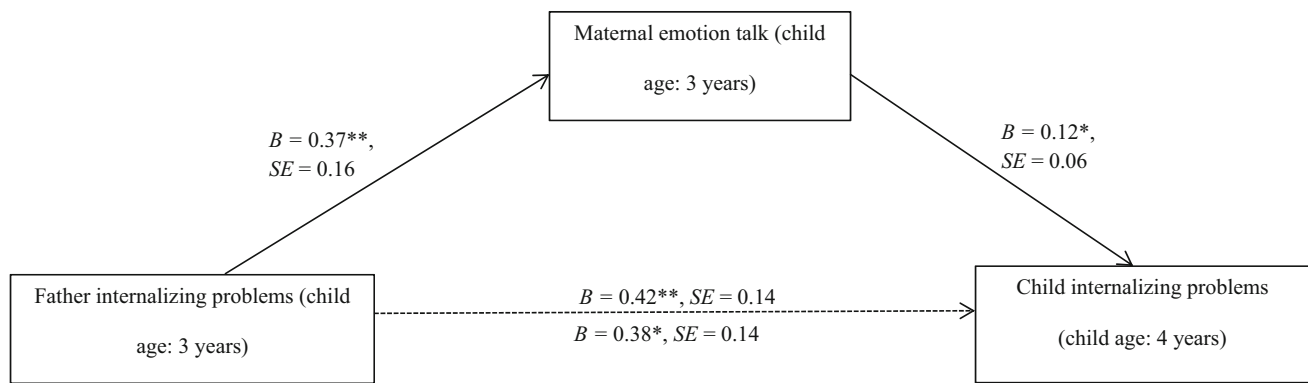 Maternal emotion talk (child
age: 3 years)
B = 0.37**,
SE = 0.16
B = 0.12*,
SE = 0.06
Father internalizing problems (child
age: 3 years)
B = 0.42**, SE = 0.14
B = 0.38*, SE = 0.14
Child internalizing problems
(child age: 4 years)